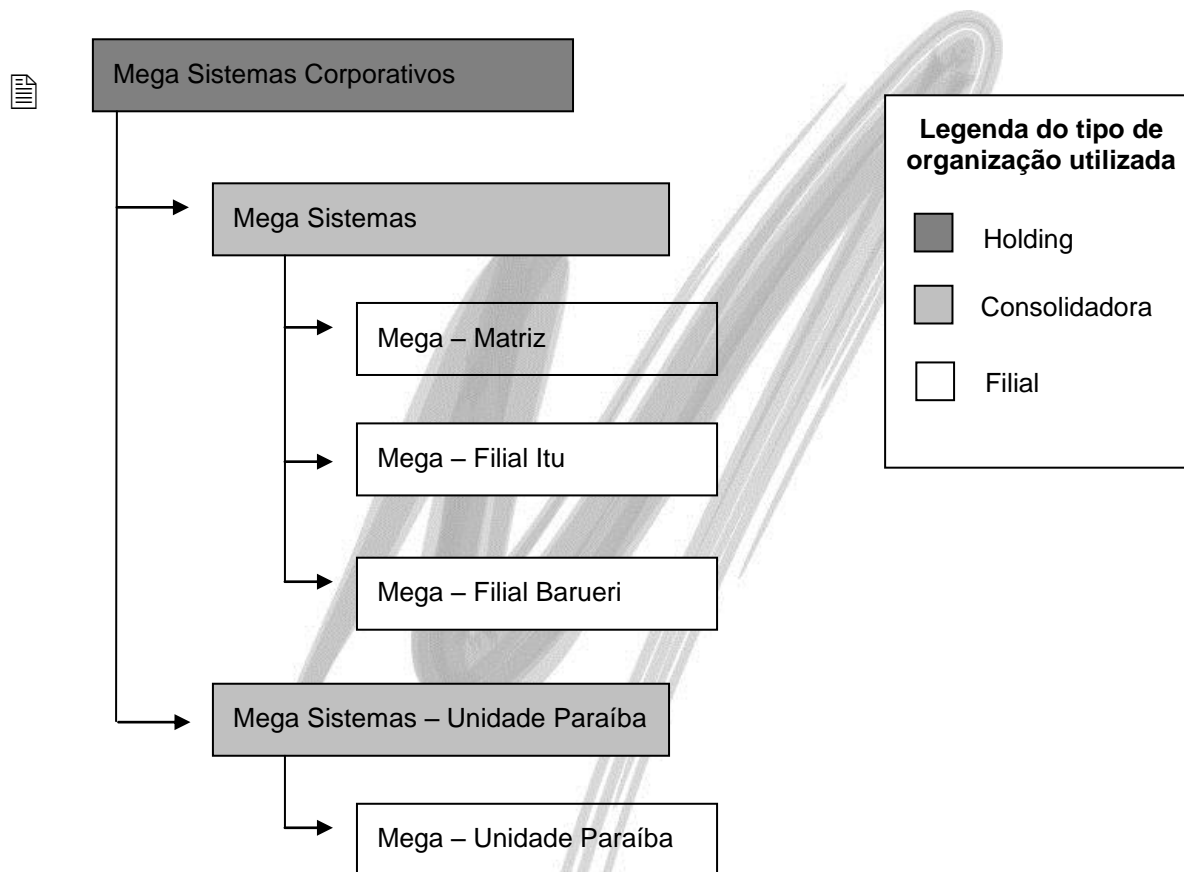 Mega Sistemas Corporativos
Legenda do tipo de
organização utilizada
Holding
Consolidadora
Filial
Mega Sistemas
Mega – Matriz
Mega – Filial Itu
Mega – Filial Barueri
Mega Sistemas – Unidade Paraíba
Mega – Unidade Paraíba